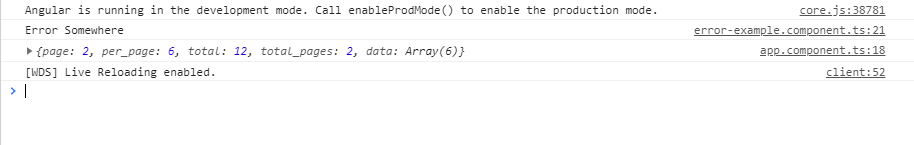 Angular is running in the development mode. Call enableProdMode() to enable the production mode. core.js:38781
Error Somewhere error-example.component.ts:21
{page: 2, per_page: 6, total: 12, total_pages: 2, data: Array(6)} app.component.ts:18
[WDS] Live Reloading enabled. client:52